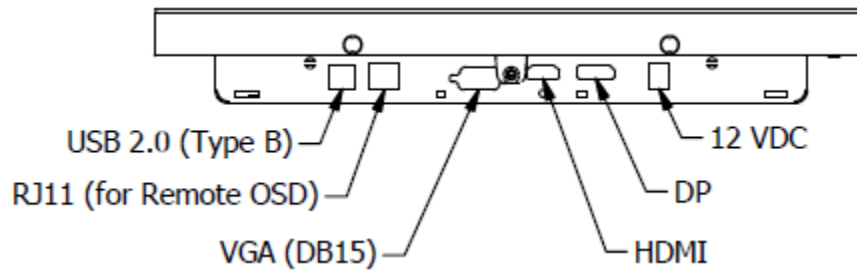 USB 2.0 (Type B)
12 VDC
RJ11 (for Remote OSD)
DP
VGA (DB15)
HDMI